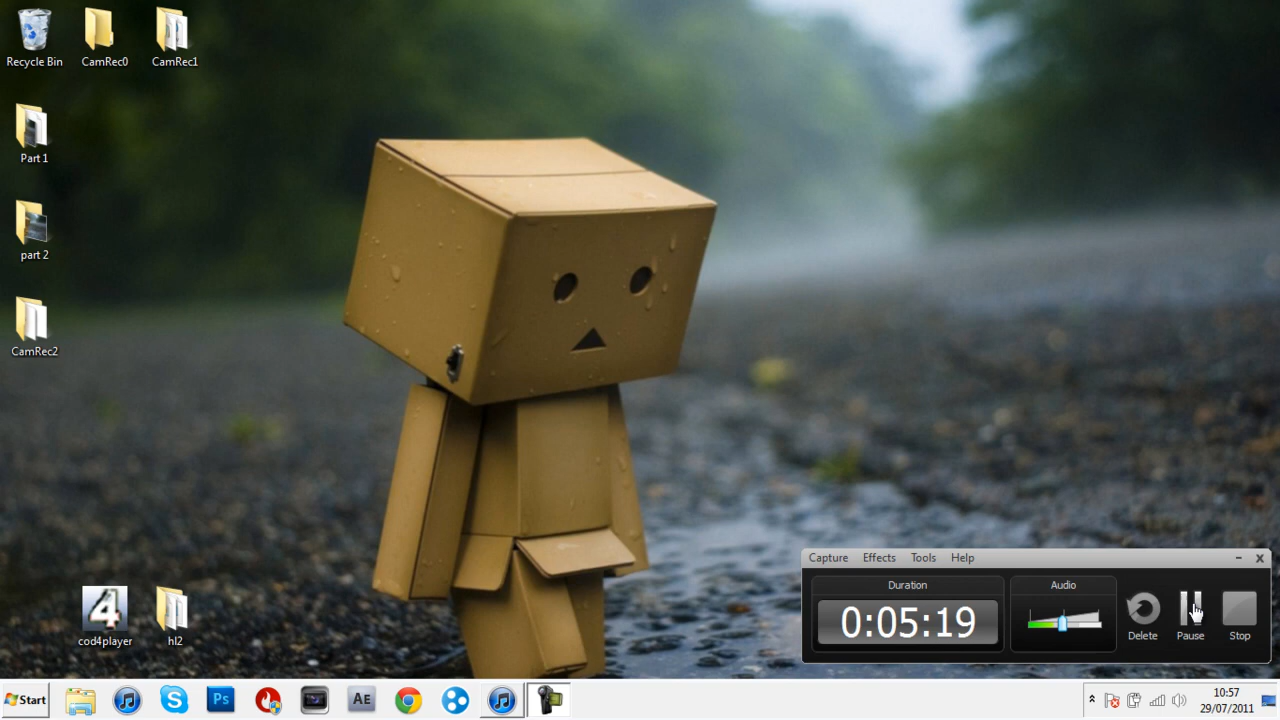 Recycle Bin
CamRec0
CamRec1
Part 1
part 2
CamRec2
4
cod4player
hl2
Capture Effects Tools Help
Duration
Audio
0:05:19
Delete
Pause
Stop
Start
S
Ps
AE
10:57
29/07/2011